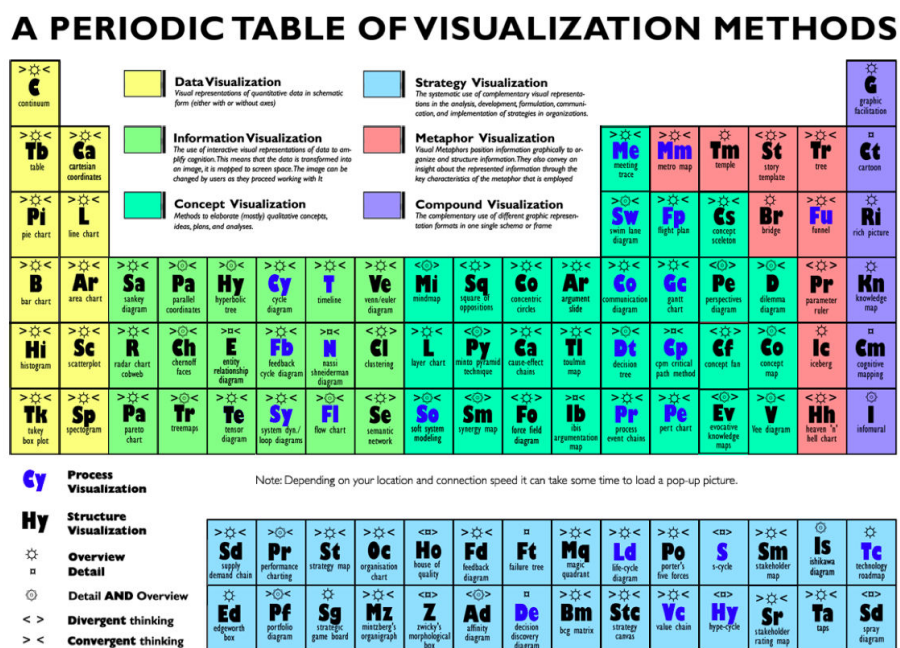 A PERIODIC TABLE OF VISUALIZATION METHODS
> ☼ <
C
continuum
Data Visualization
Visual representations of quantitative data in schematic
form (either with or without axes)
Strategy Visualization
The systematic use of complementary visual representa-
tions in the analysis, development, formulation, communi-
cation, and implementation of strategies in organizations.
G
graphic
facilitation
Information Visualization
The use of interactive visual representations of data to am-
plify cognition. This means that the data is transformed into
an image, it is mapped to screen space. The image can be
changed by users as they proceed working with it
Metaphor Visualization
Visual Metaphors position information graphically to or-
ganize and structure information. They also convey an
insight about the represented information through the
key characteristics of the metaphor that is employed
Concept Visualization
Methods to elaborate (mostly) qualitative concepts,
ideas, plans, and analyses.
Compound Visualization
The complementary use of different graphic represen-
tation formats in one single schema or frame
Tb Ca Me Mm Tm St Tr Ct
table cartesian coordinates meeting trace metro map temple story template tree cartoon
Pi L Sw Fp Cs Br Fu Ri
pie chart line chart swim lane diagram flight plan concept sceleton bridge funnel rich picture
B Ar Sa Pa Hy Cy T Ve Mi Sq Co Ar Co Gc Pe D Pr Kn
bar chart area chart sankey diagram parallel coordinates hyperbolic tree cycle diagram timeline venn/euler diagram mindmap square of oppositions concentric circles argument slide communication diagram gantt chart perspectives diagram dilemma diagram parameter ruler knowledge map
Hi Sc R Ch E Fb N Cl L Py Ca Tl Dt Cp Cf Co Ic Cm
histogram scatterplot radar chart cobweb chernoff faces entity relationship diagram feedback cycle diagram nassi shneiderman diagram clustering layer chart minto pyramid technique cause-effect chains toulmin map decision tree cpm critical path method concept fan concept map iceberg cognitive mapping
Tk Sp Pa Tr Te Sy Fl Se So Sm Fo Ib Pr Pe Ev V Hh I
tukey box plot spectogram pareto chart treemaps tensor diagram system dyn./ loop diagrams flow chart semantic network soft system modeling synergy map force field diagram ibis argumentation map process event chains pert chart evocative knowledge maps Vee diagram heaven 'n' hell chart infomural
Cy Process
Visualization
Note: Depending on your location and connection speed it can take some time to load a pop-up picture.
Hy Structure
Visualization
☼ Overview
¤ Detail
Detail AND Overview
< > Divergent thinking
> < Convergent thinking
Sd Pr St Oc Ho Fd Ft Mq Ld Po S Sm Is Tc
supply demand chain performance charting strategy map organisation chart house of quality feedback diagram failure tree magic quadrant life-cycle diagram porter's five forces s-cycle stakeholder map ishikawa diagram technology roadmap
Ed Pf Sg Mz Z Ad De Bm Stc Vc Hy Sr Ta Sd
edgeworth box portfolio diagram strategic game board mintzberg's organigraph zwicky's morphological box affinity diagram decision discovery diagram bcg matrix strategy canvas value chain hype-cycle stakeholder rating map taps spray diagram